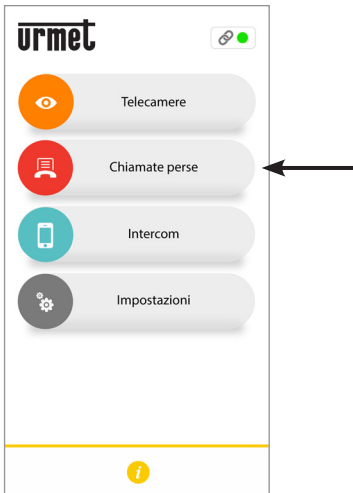 urmet
Telecamere
Chiamate perse
Intercom
Impostazioni
i